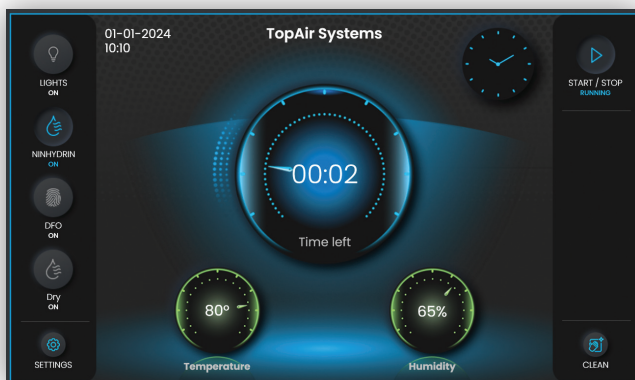 01-01-2024
10:10
TopAir Systems
LIGHTS
ON
NINHYDRIN
ON
DFO
ON
Dry
ON
SETTINGS
00:02
Time left
80°
Temperature
65%
Humidity
START / STOP
RUNNING
CLEAN